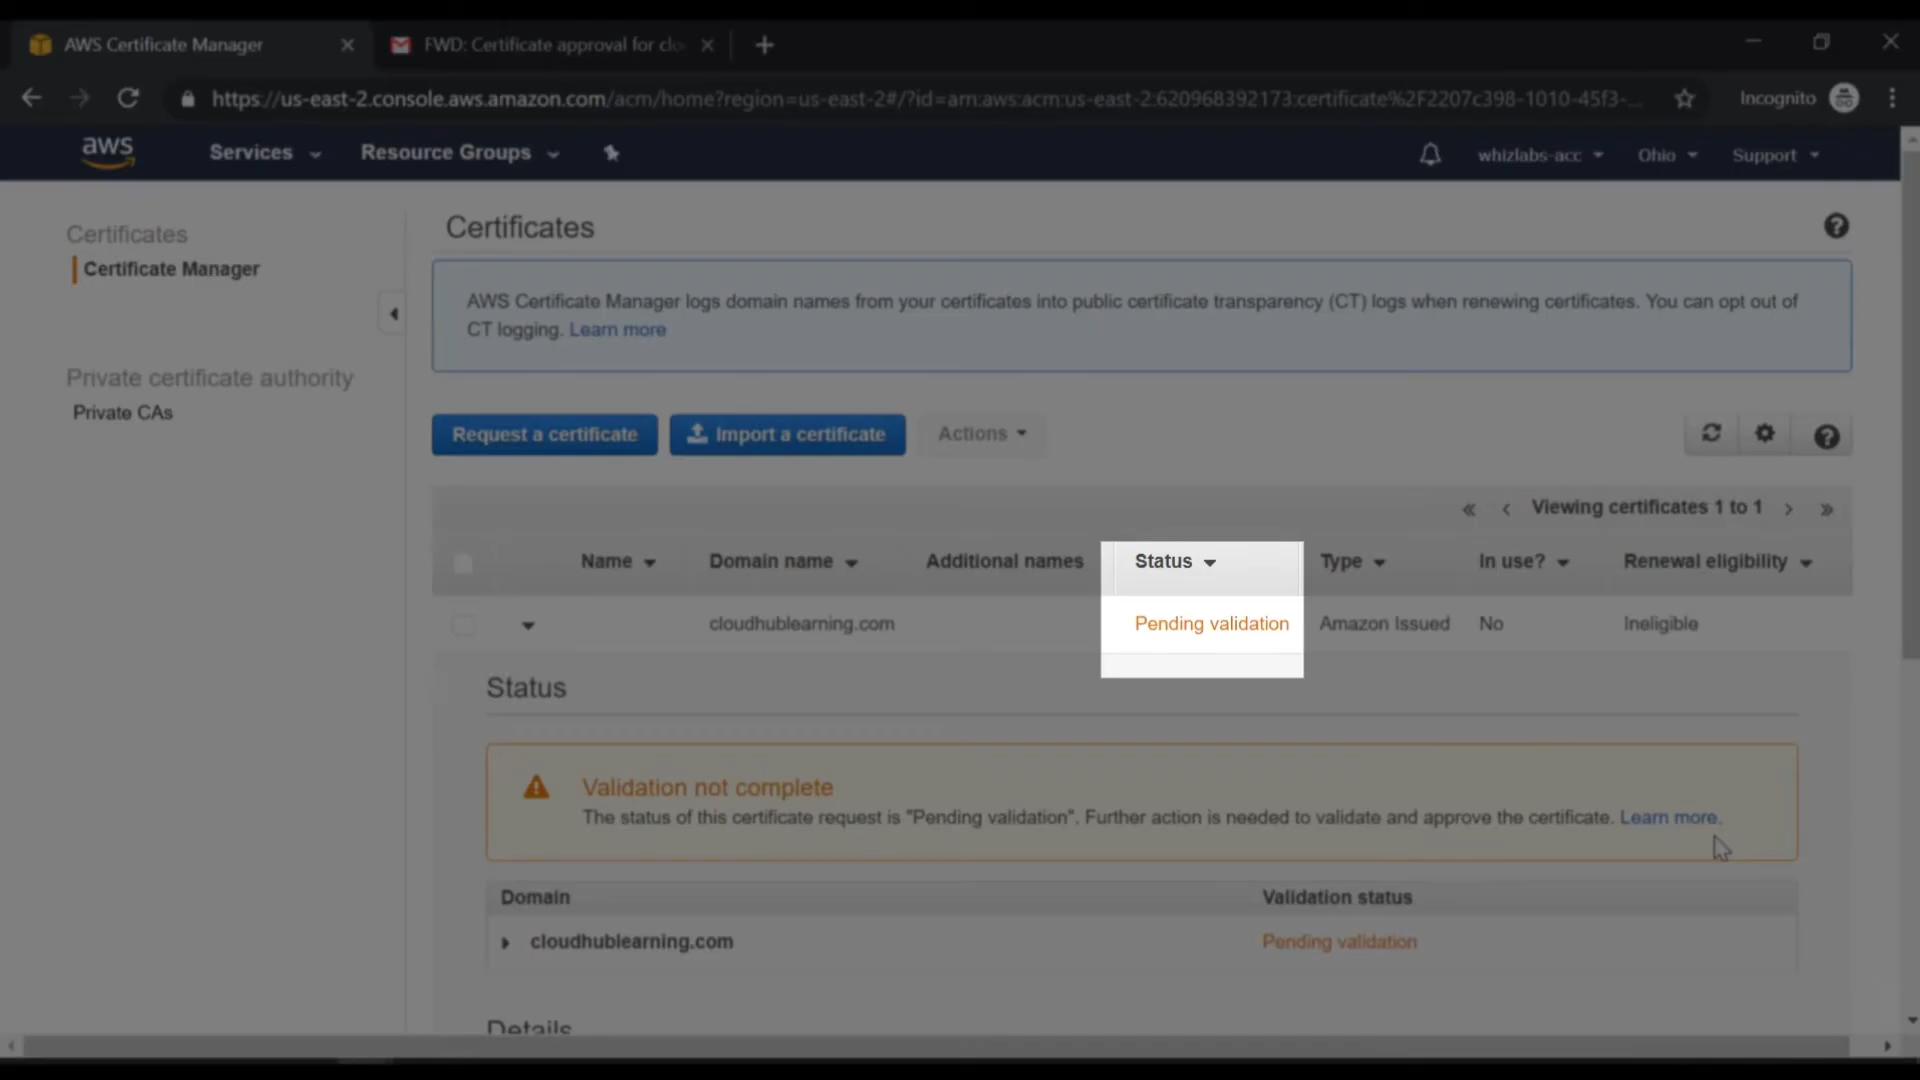 AWS Certificate Manager
FWD: Certificate approval for clo
https://us-east-2.console.aws.amazon.com/acm/home?region=us-east-2#/?id=arn:aws:acm:us-east-2:620968392173:certificate%2F2207c398-1010-45f3-...
Incognito
aws
Services
Resource Groups
whizlabs-acc
Ohio
Support
Certificates
Certificate Manager
Private certificate authority
Private CAs
Certificates
AWS Certificate Manager logs domain names from your certificates into public certificate transparency (CT) logs when renewing certificates. You can opt out of
CT logging. Learn more
Request a certificate
Import a certificate
Actions
« ‹ Viewing certificates 1 to 1 › »
Name Domain name Additional names Status Type In use? Renewal eligibility
cloudhublearning.com Pending validation Amazon Issued No Ineligible
Status
Validation not complete
The status of this certificate request is "Pending validation". Further action is needed to validate and approve the certificate. Learn more.
Domain Validation status
cloudhublearning.com Pending validation
Details